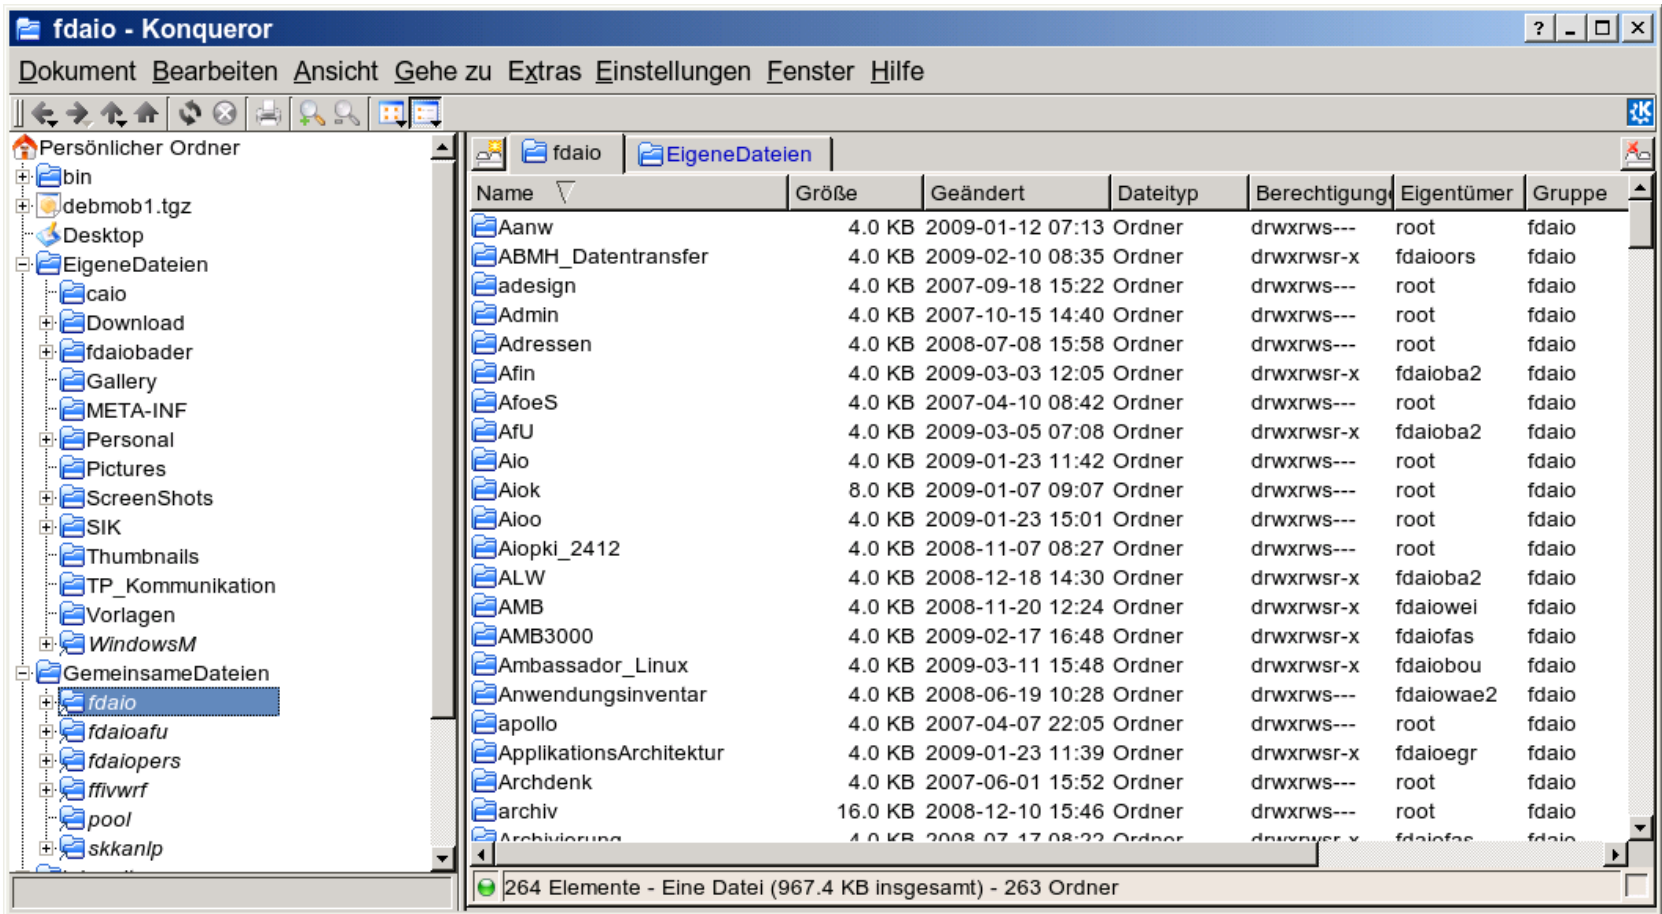 fdaio - Konqueror
Dokument Bearbeiten Ansicht Gehe zu Extras Einstellungen Fenster Hilfe
Persönlicher Ordner
bin
debmob1.tgz
Desktop
EigeneDateien
caio
Download
fdaiobader
Gallery
META-INF
Personal
Pictures
ScreenShots
SIK
Thumbnails
TP_Kommunikation
Vorlagen
WindowsM
GemeinsameDateien
fdaio
fdaioafu
fdaiopers
ffivwrf
pool
skkanlp
fdaio EigeneDateien
Name Größe Geändert Dateityp Berechtigung Eigentümer Gruppe
Aanw 4.0 KB 2009-01-12 07:13 Ordner drwxrws--- root fdaio
ABMH_Datentransfer 4.0 KB 2009-02-10 08:35 Ordner drwxrwsr-x fdaioors fdaio
adesign 4.0 KB 2007-09-18 15:22 Ordner drwxrws--- root fdaio
Admin 4.0 KB 2007-10-15 14:40 Ordner drwxrws--- root fdaio
Adressen 4.0 KB 2008-07-08 15:58 Ordner drwxrws--- root fdaio
Afin 4.0 KB 2009-03-03 12:05 Ordner drwxrwsr-x fdaioba2 fdaio
AfoeS 4.0 KB 2007-04-10 08:42 Ordner drwxrws--- root fdaio
AfU 4.0 KB 2009-03-05 07:08 Ordner drwxrwsr-x fdaioba2 fdaio
Aio 4.0 KB 2009-01-23 11:42 Ordner drwxrws--- root fdaio
Aiok 8.0 KB 2009-01-07 09:07 Ordner drwxrws--- root fdaio
Aioo 4.0 KB 2009-01-23 15:01 Ordner drwxrws--- root fdaio
Aiopki_2412 4.0 KB 2008-11-07 08:27 Ordner drwxrws--- root fdaio
ALW 4.0 KB 2008-12-18 14:30 Ordner drwxrwsr-x fdaioba2 fdaio
AMB 4.0 KB 2008-11-20 12:24 Ordner drwxrwsr-x fdaiowei fdaio
AMB3000 4.0 KB 2009-02-17 16:48 Ordner drwxrwsr-x fdaiofas fdaio
Ambassador_Linux 4.0 KB 2009-03-11 15:48 Ordner drwxrwsr-x fdaiobou fdaio
Anwendungsinventar 4.0 KB 2008-06-19 10:28 Ordner drwxrws--- fdaiowae2 fdaio
apollo 4.0 KB 2007-04-07 22:05 Ordner drwxrws--- root fdaio
ApplikationsArchitektur 4.0 KB 2009-01-23 11:39 Ordner drwxrwsr-x fdaioegr fdaio
Archdenk 4.0 KB 2007-06-01 15:52 Ordner drwxrws--- root fdaio
archiv 16.0 KB 2008-12-10 15:46 Ordner drwxrws--- root fdaio
Archivierung 4.0 KB 2008-07-17 08:22 Ordner drwxrwsr-x fdaiofas fdaio
264 Elemente - Eine Datei (967.4 KB insgesamt) - 263 Ordner